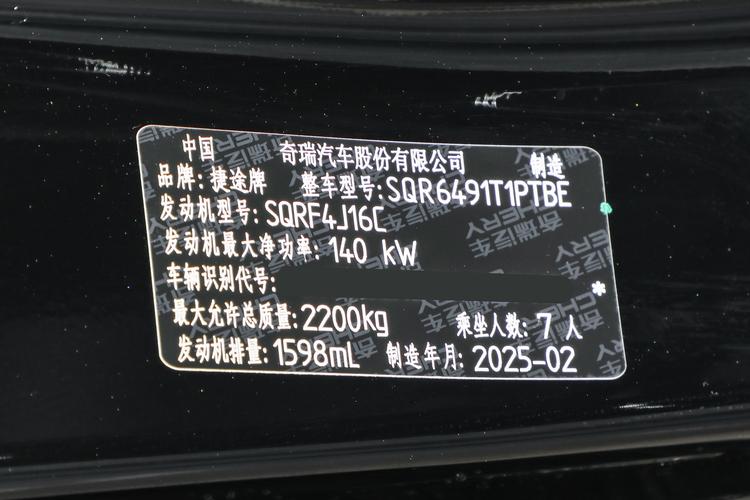 中国 奇瑞汽车股份有限公司 制造
品牌:捷途牌 整车型号:SQR6491T1PTBE
发动机型号:SQRF4J16C
发动机最大净功率:140 kW
车辆识别代号: *
最大允许总质量:2200kg 乘坐人数:7人
发动机排量:1598mL 制造年月:2025-02